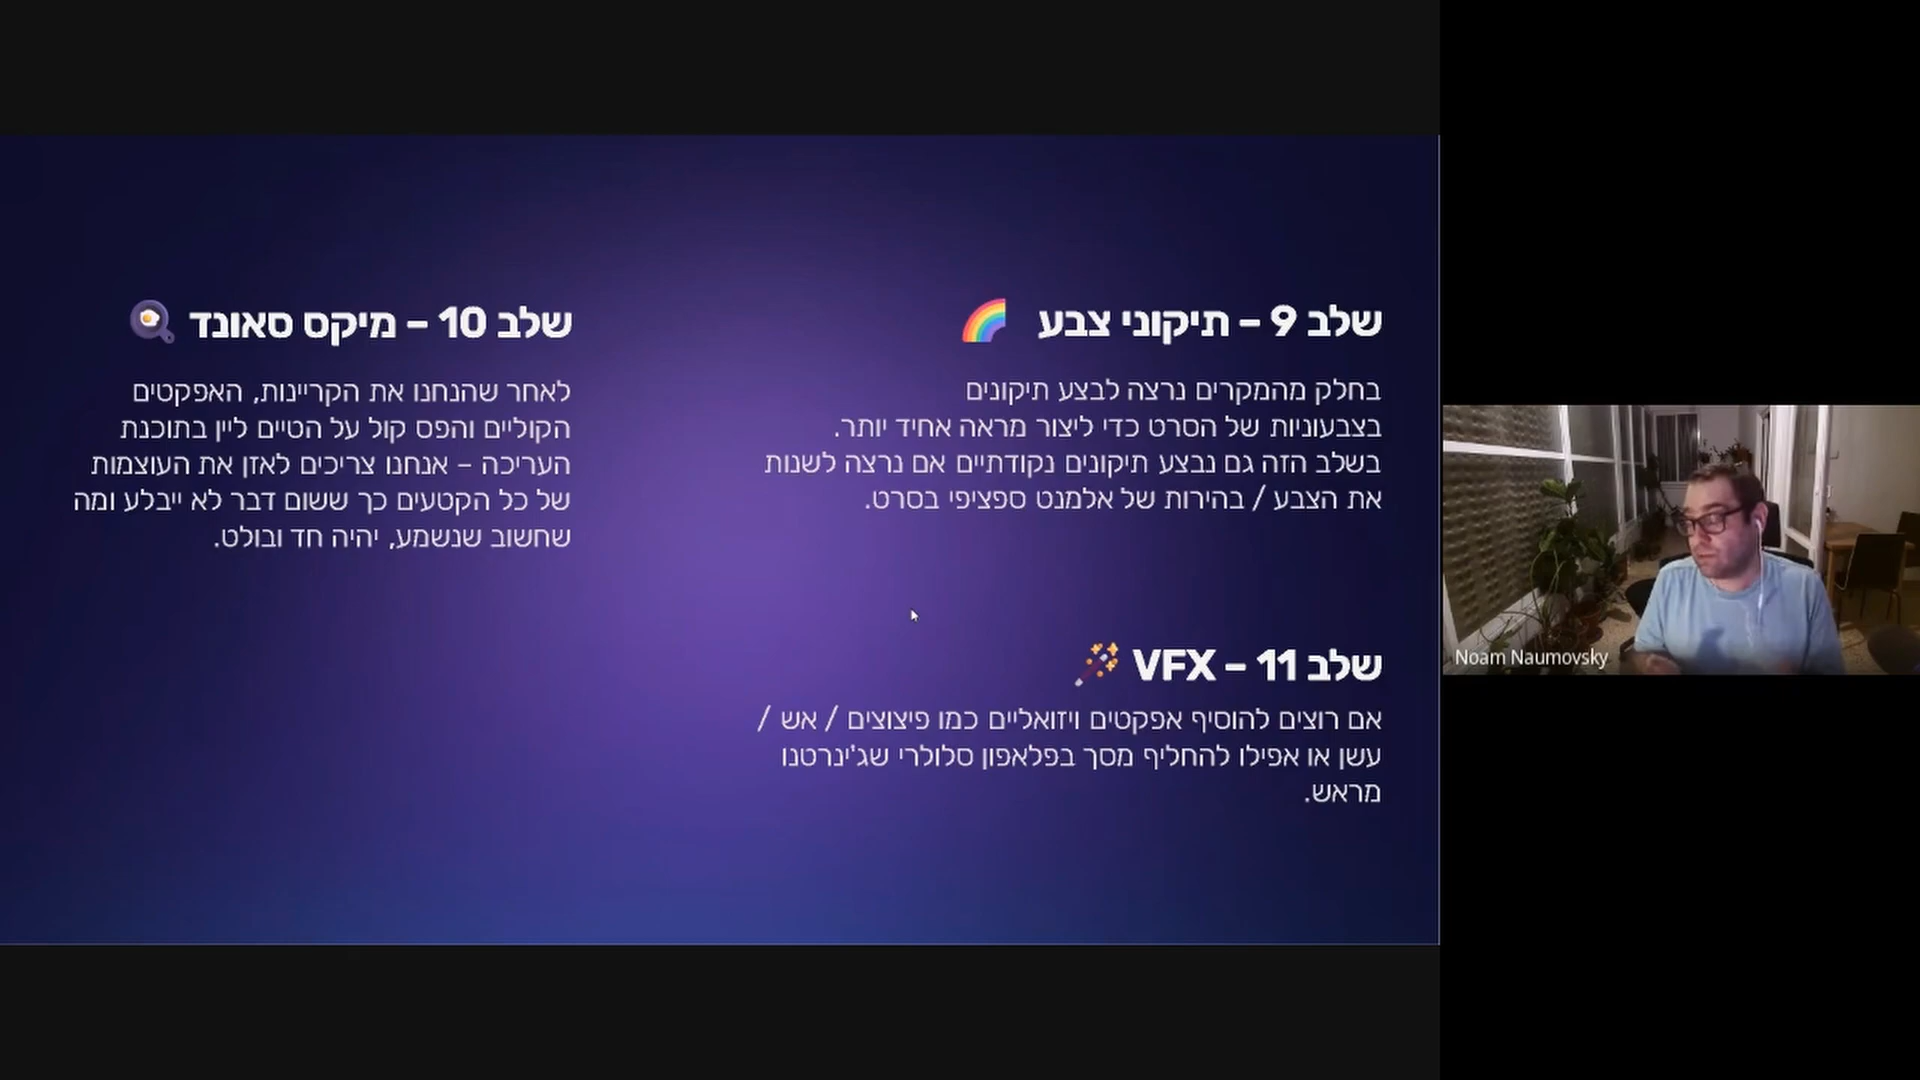 שלב 9 – תיקוני צבע
בחלק מהמקרים נרצה לבצע תיקונים
בצבעוניות של הסרט כדי ליצור מראה אחיד יותר.
בשלב הזה גם נבצע תיקונים נקודתיים אם נרצה לשנות
את הצבע / בהירות של אלמנט ספציפי בסרט.
שלב 10 – מיקס סאונד
לאחר שהנחנו את הקריינות, האפקטים
הקוליים והפס קול על הטיים ליין בתוכנת
העריכה – אנחנו צריכים לאזן את העוצמות
של כל הקטעים כך ששום דבר לא ייבלע ומה
שחשוב שנשמע, יהיה חד ובולט.
שלב 11 – VFX
אם רוצים להוסיף אפקטים ויזואליים כמו פיצוצים / אש /
עשן או אפילו להחליף מסך בפלאפון סלולרי שג'ינרטנו
מראש.
Noam Naumovsky